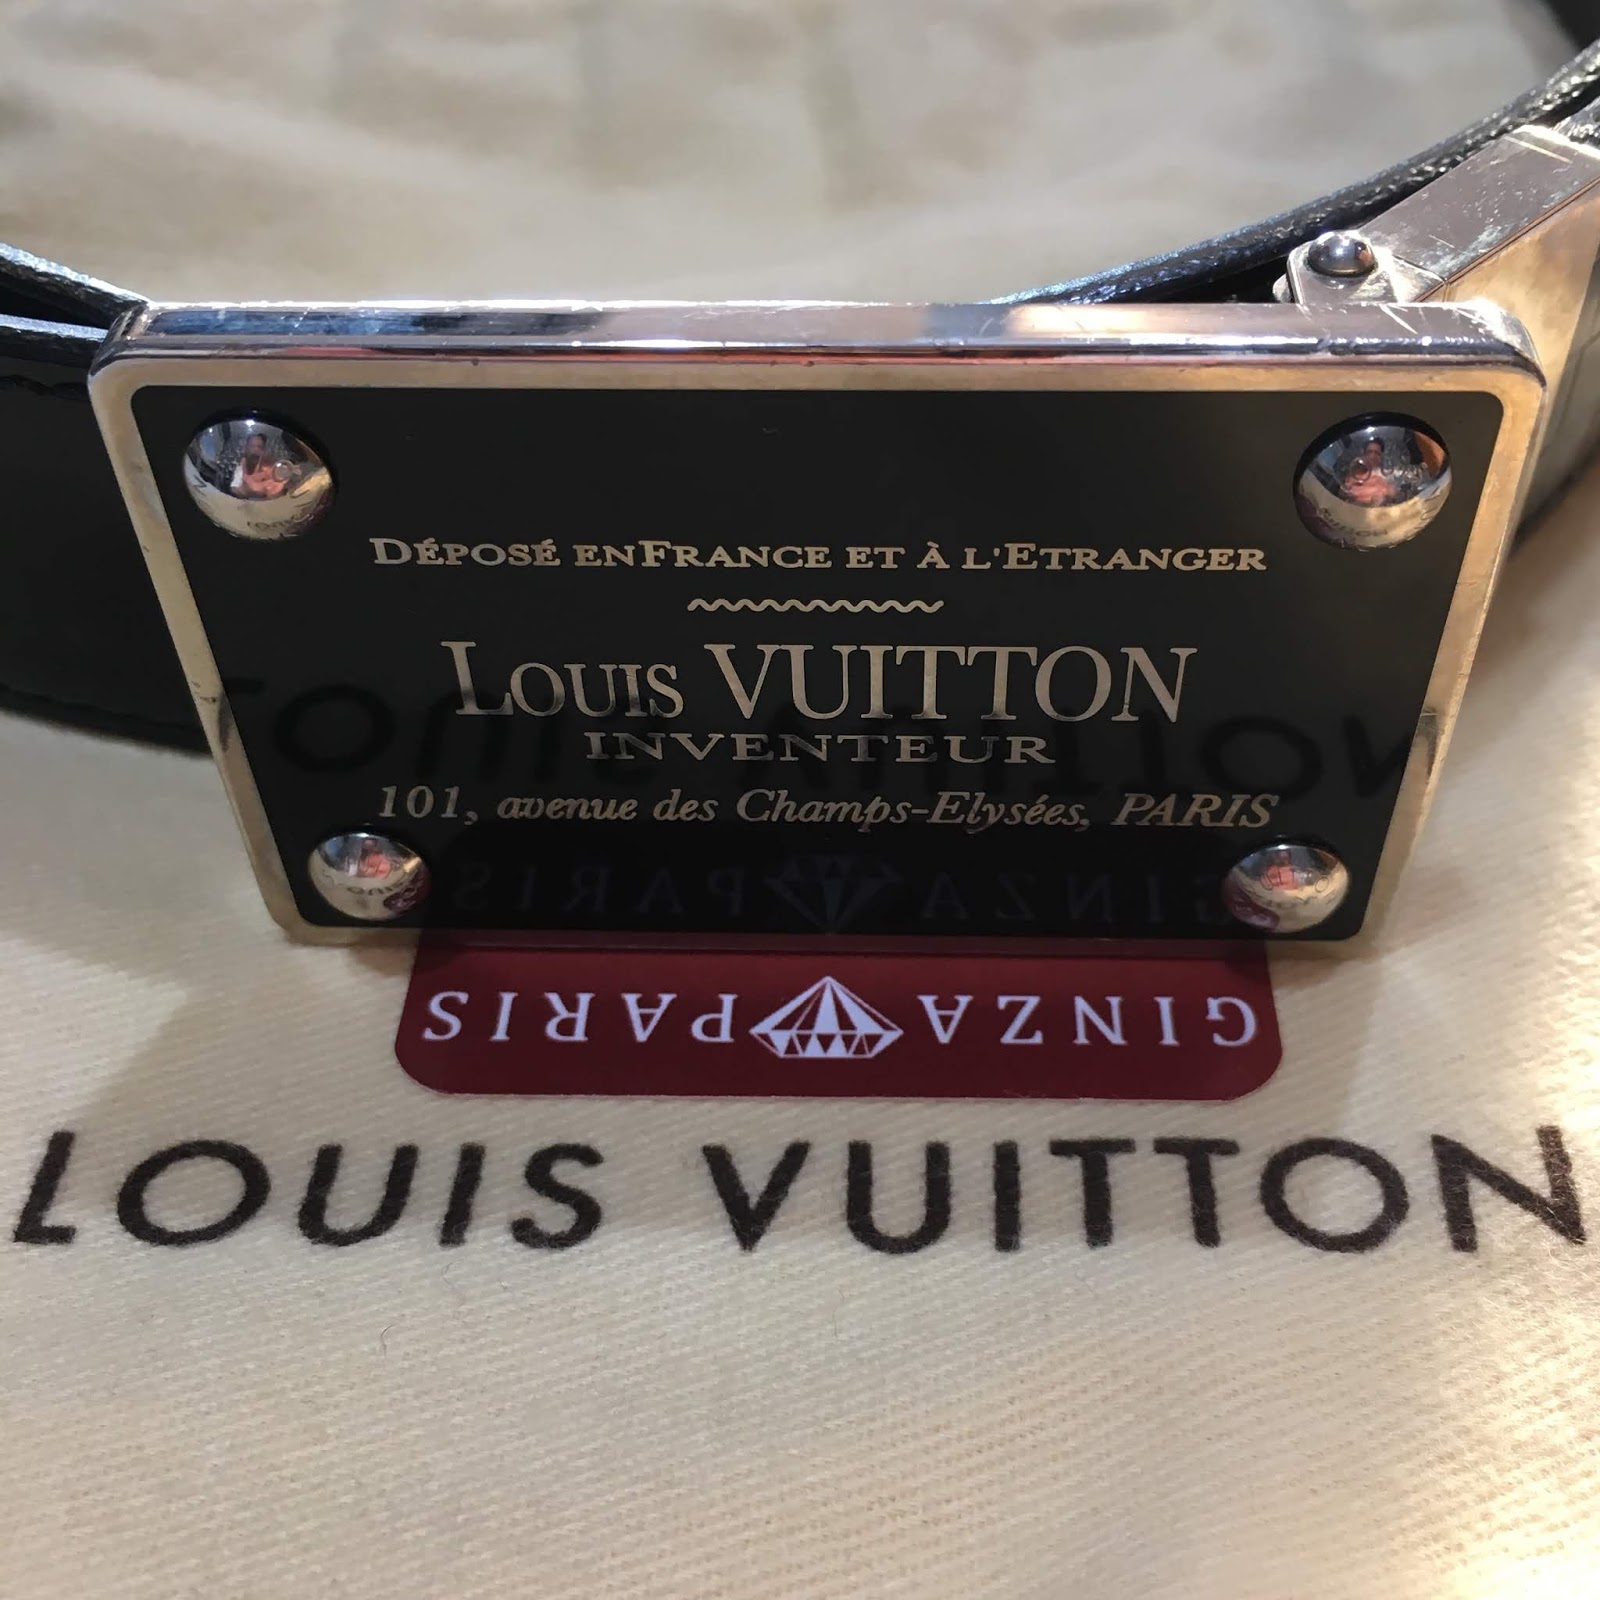 DÉPOSÉ ENFRANCE ET À L'ETRANGER
LOUIS VUITTON
INVENTEUR
101, avenue des Champs-Elysées, PARIS
GINZA PARIS
LOUIS VUITTON